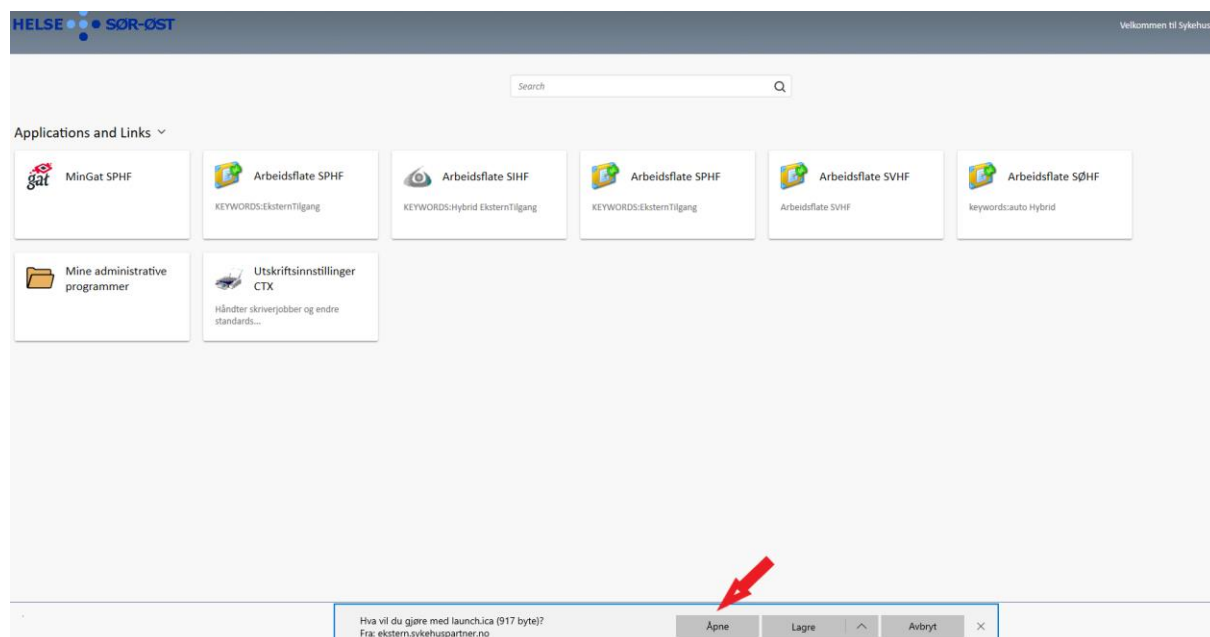 HELSE SØR-ØST
Velkommen til Sykehus
Search
Applications and Links
gat
MinGat SPHF
Arbeidsflate SPHF
KEYWORDS:EksternTilgang
Arbeidsflate SIHF
KEYWORDS:Hybrid EksternTilgang
Arbeidsflate SPHF
KEYWORDS:EksternTilgang
Arbeidsflate SVHF
Arbeidsflate SVHF
Arbeidsflate SØHF
keywords:auto Hybrid
Mine administrative
programmer
Utskriftsinnstillinger
CTX
Håndter skriverjobber og endre
standards...
Hva vil du gjøre med launch.ica (917 byte)?
Fra: ekstern.sykehuspartner.no
Åpne
Lagre
Avbryt